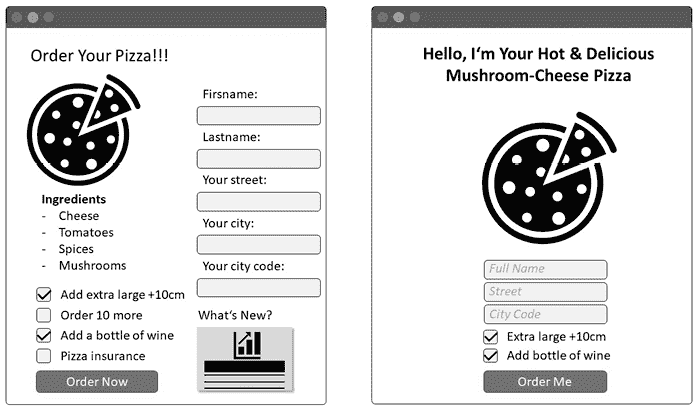 Order Your Pizza!!!
Ingredients
- Cheese
- Tomatoes
- Spices
- Mushrooms
Add extra large +10cm
Order 10 more
Add a bottle of wine
Pizza insurance
Order Now
Firsname:
Lastname:
Your street:
Your city:
Your city code:
What's New?
Hello, I'm Your Hot & Delicious
Mushroom-Cheese Pizza
Full Name
Street
City Code
Extra large +10cm
Add bottle of wine
Order Me